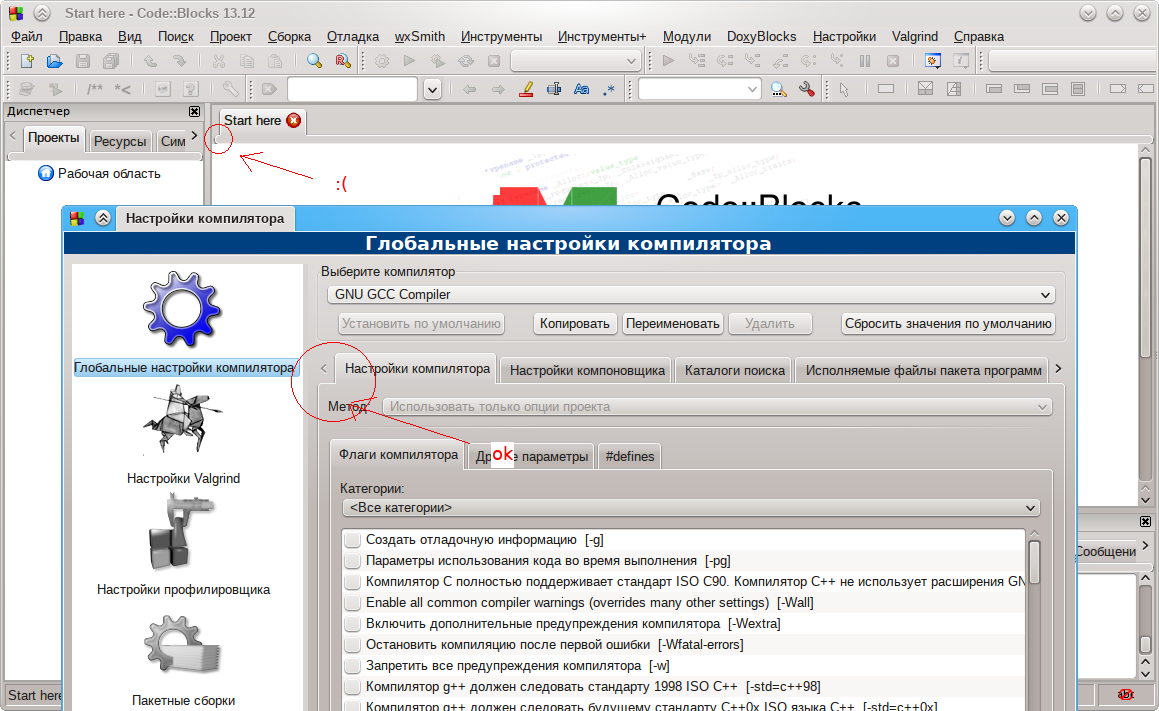 Start here - Code::Blocks 13.12
Файл Правка Вид Поиск Проект Сборка Отладка wxSmith Инструменты Инструменты+ Модули DoxyBlocks Настройки Valgrind Справка
/** *<
Aa .*
Диспетчер
Проекты Ресурсы Сим
Start here
Рабочая область
:(
Code::Blocks
Настройки компилятора
Глобальные настройки компилятора
Выберите компилятор
GNU GCC Compiler
Установить по умолчанию Копировать Переименовать Удалить Сбросить значения по умолчанию
Глобальные настройки компилятора
Настройки компилятора Настройки компоновщика Каталоги поиска Исполняемые файлы пакета программ
Метод Использовать только опции проекта
Настройки Valgrind
Флаги компилятора ok параметры #defines
Категории:
<Все категории>
Настройки профилировщика
Создать отладочную информацию [-g]
Параметры использования кода во время выполнения [-pg]
Компилятор C полностью поддерживает стандарт ISO C90. Компилятор C++ не использует расширения GN
Enable all common compiler warnings (overrides many other settings) [-Wall]
Включить дополнительные предупреждения компилятора [-Wextra]
Остановить компиляцию после первой ошибки [-Wfatal-errors]
Запретить все предупреждения компилятора [-w]
Компилятор g++ должен следовать стандарту 1998 ISO C++ [-std=c++98]
Компилятор g++ должен следовать будущему стандарту C++0x ISO языка C++ [-std=c++0x]
Пакетные сборки
Сообщени
Start here
abc